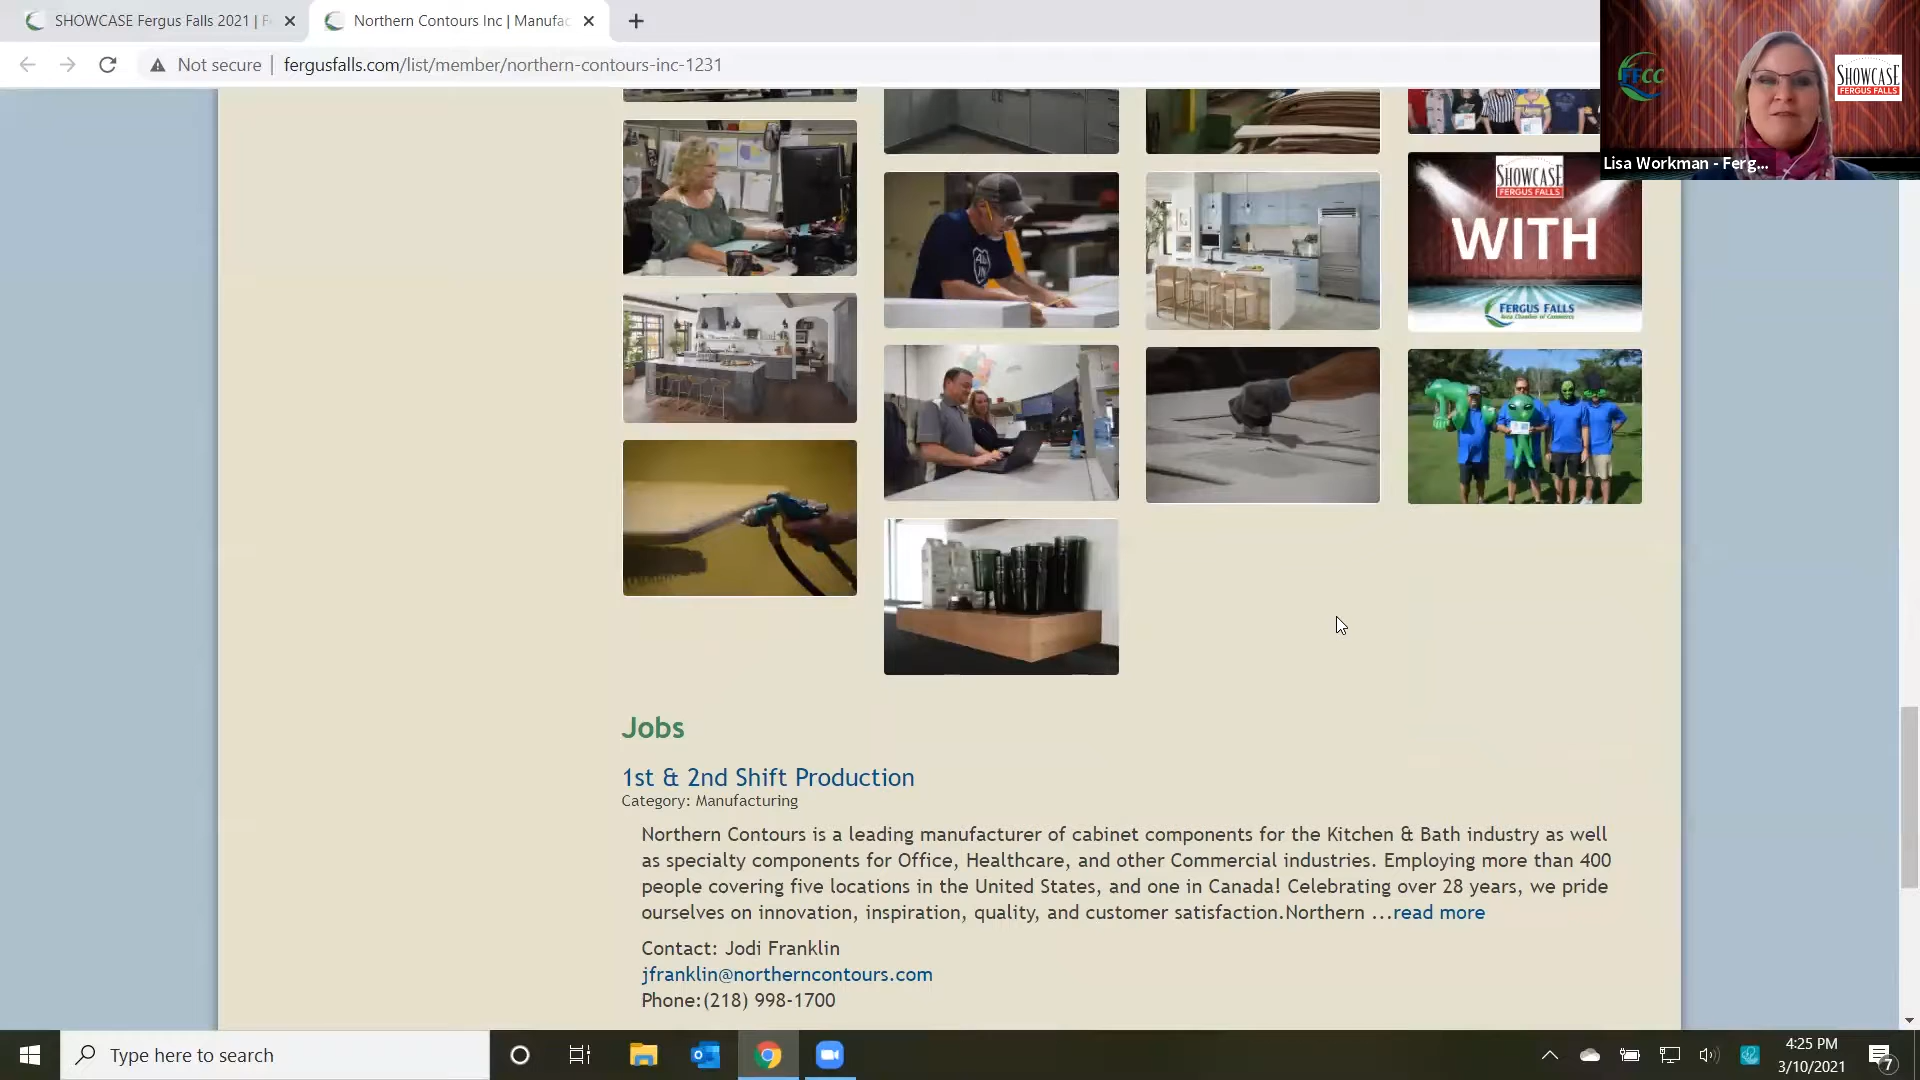 SHOWCASE Fergus Falls 2021 | F
Northern Contours Inc | Manufac
Not secure
fergusfalls.com/list/member/northern-contours-inc-1231
FFCC
SHOWCASE
FERGUS FALLS
Lisa Workman - Ferg...
SHOWCASE
FERGUS FALLS
WITH
FERGUS FALLS
Area Chamber of Commerce
Jobs
1st & 2nd Shift Production
Category: Manufacturing
Northern Contours is a leading manufacturer of cabinet components for the Kitchen & Bath industry as well
as specialty components for Office, Healthcare, and other Commercial industries. Employing more than 400
people covering five locations in the United States, and one in Canada! Celebrating over 28 years, we pride
ourselves on innovation, inspiration, quality, and customer satisfaction.Northern ...read more
Contact: Jodi Franklin
jfranklin@northerncontours.com
Phone:(218) 998-1700
Type here to search
4:25 PM
3/10/2021
7